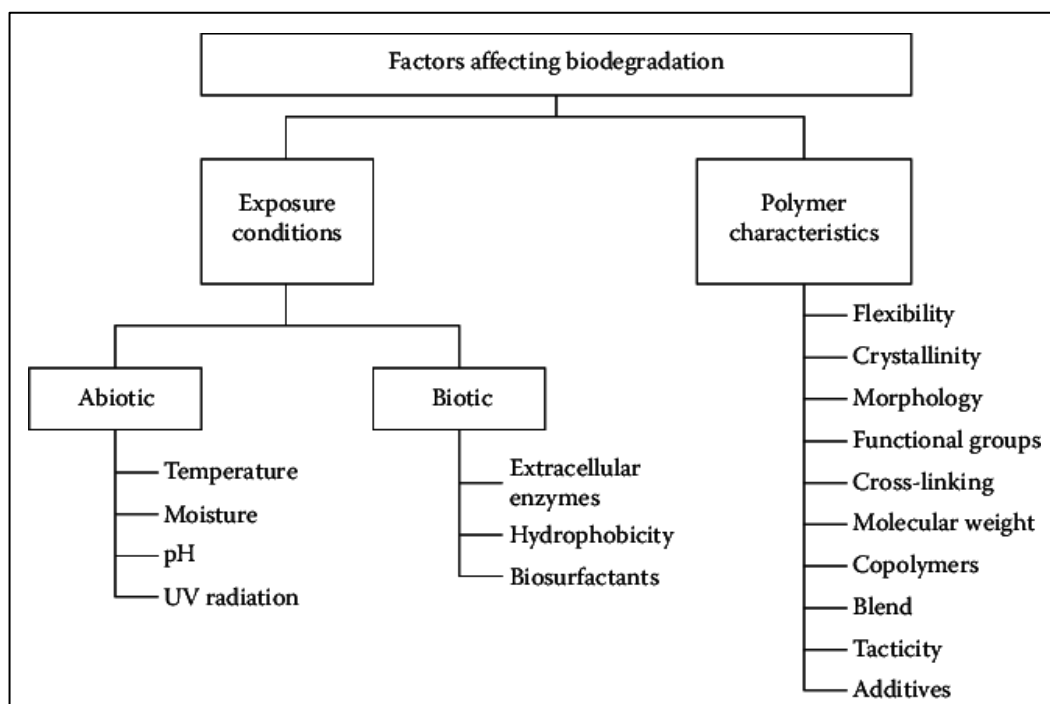 Factors affecting biodegradation
Exposure
conditions
Polymer
characteristics
Abiotic
Biotic
Temperature
Moisture
pH
UV radiation
Extracellular
enzymes
Hydrophobicity
Biosurfactants
Flexibility
Crystallinity
Morphology
Functional groups
Cross-linking
Molecular weight
Copolymers
Blend
Tacticity
Additives